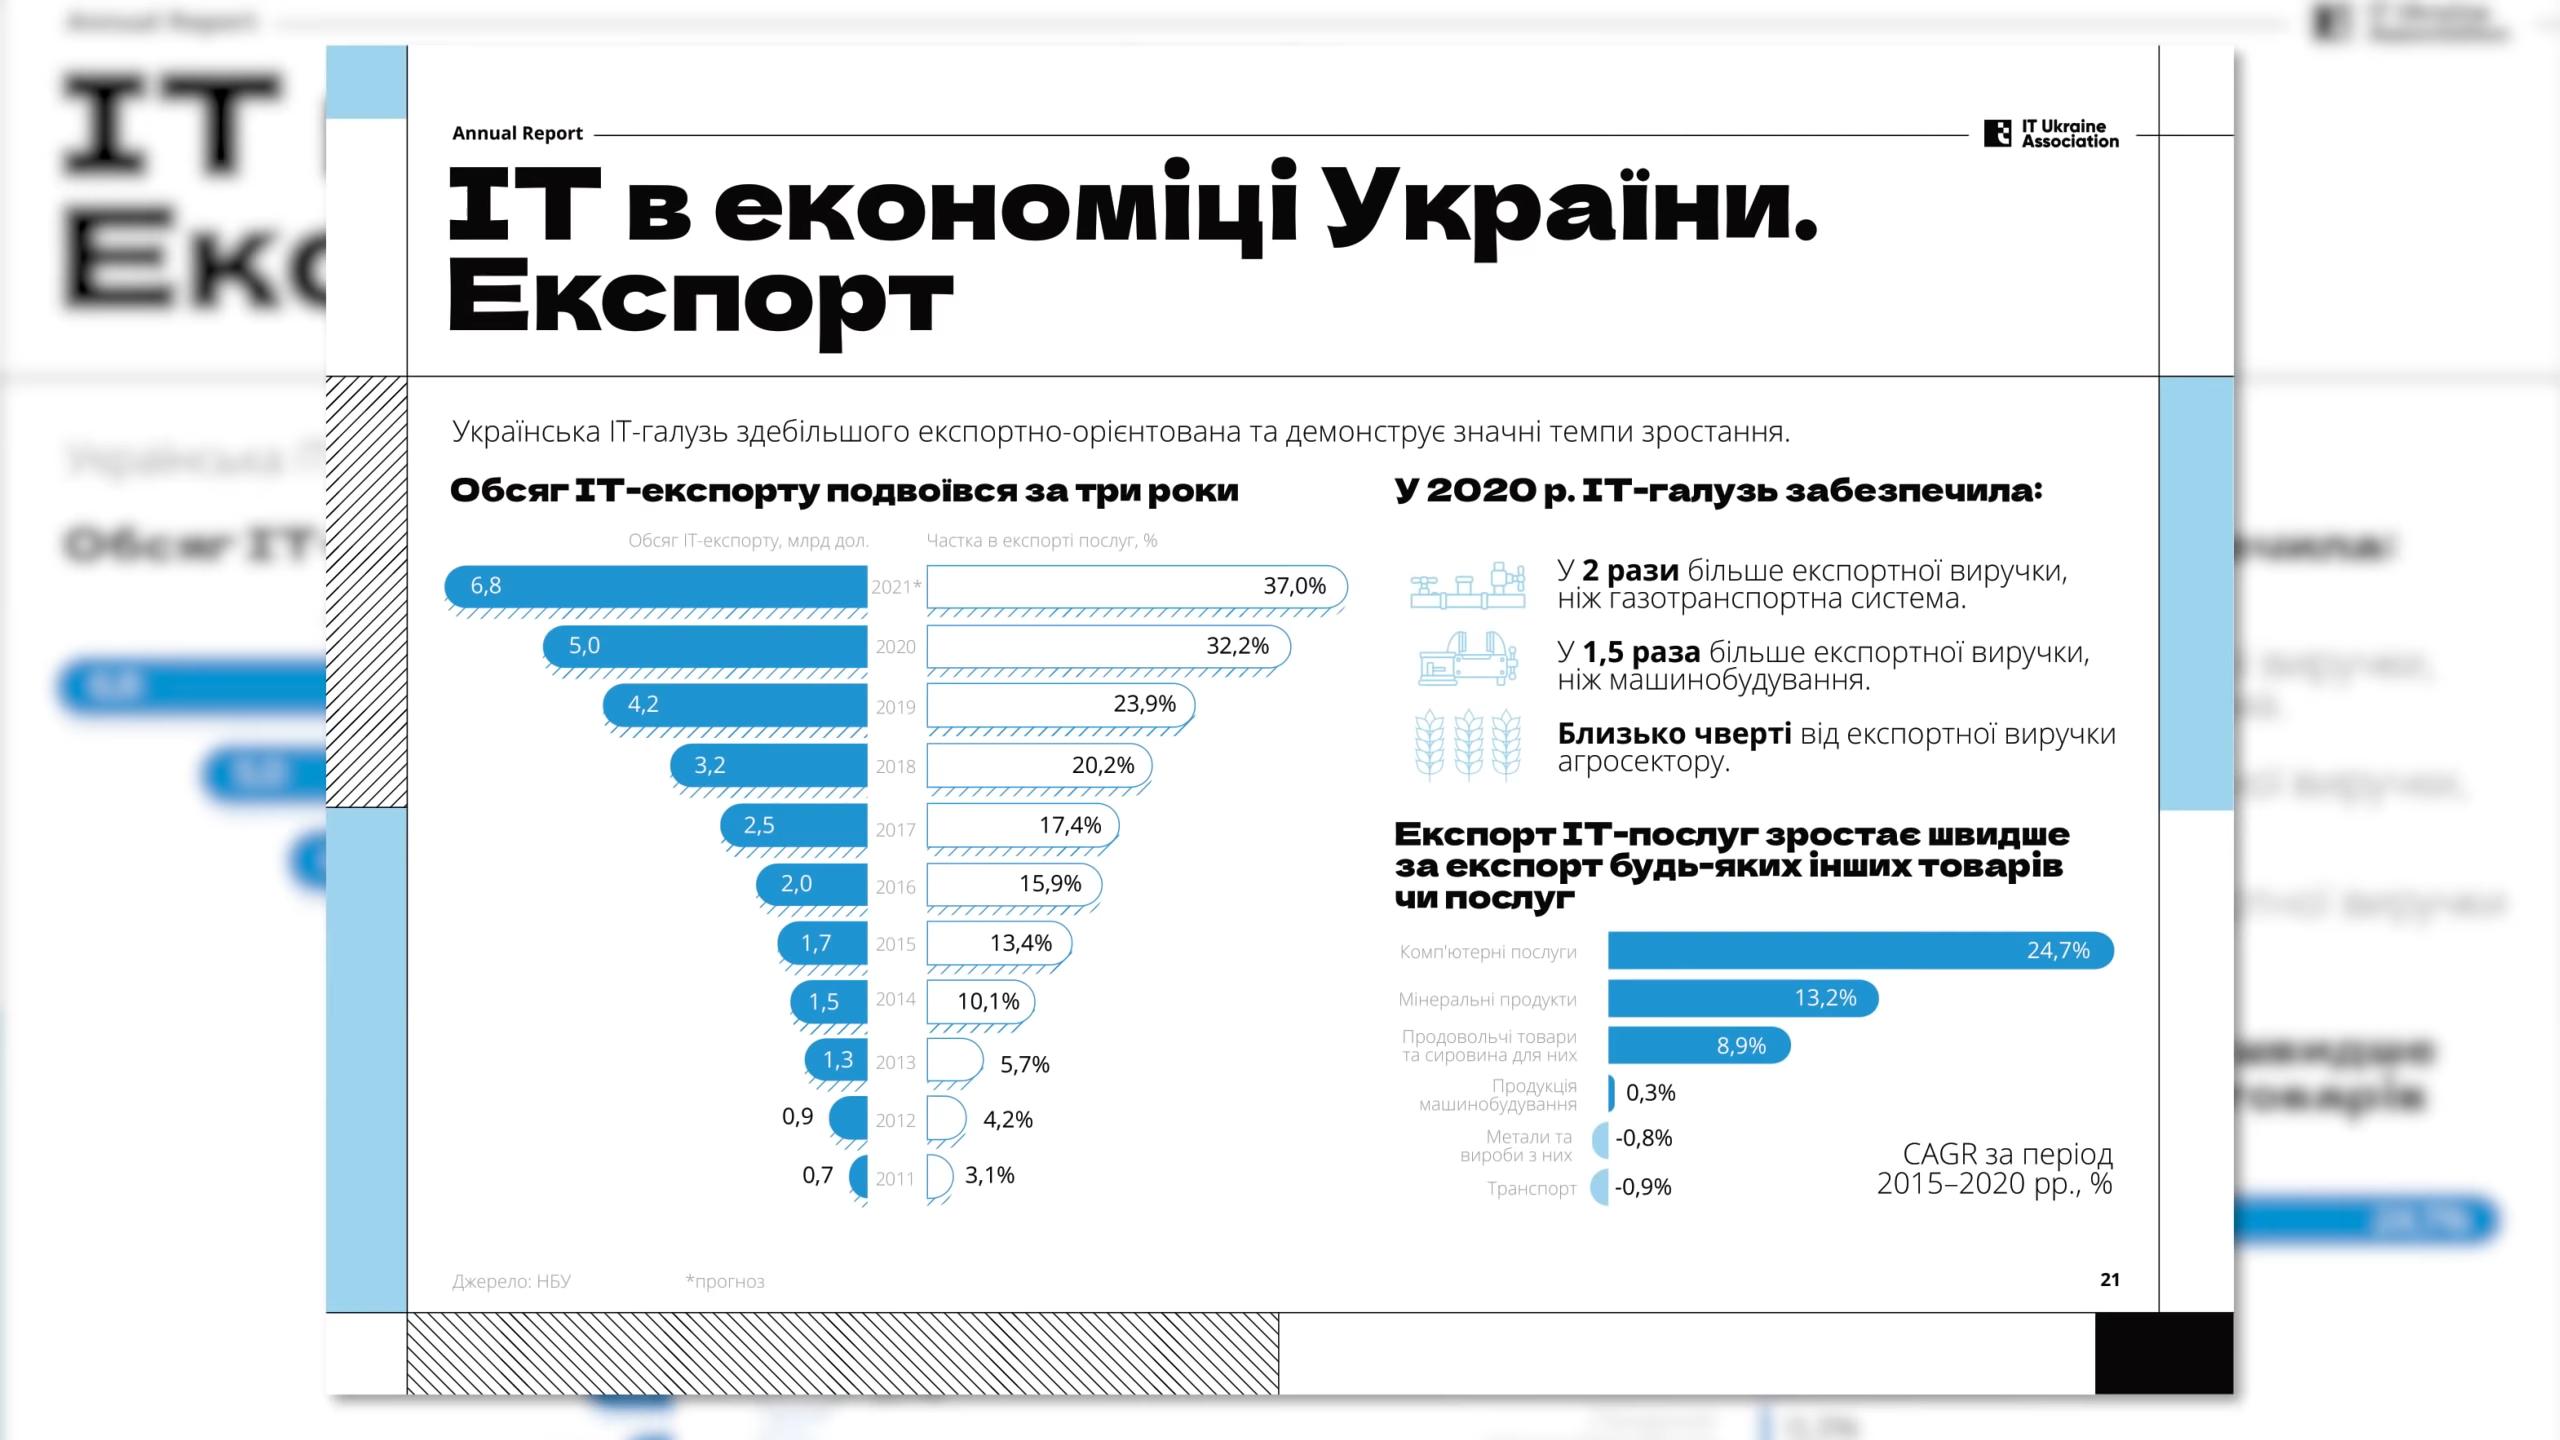 Annual Report
IT Ukraine
Association
ІТ в економіці України.
Експорт
Українська ІТ-галузь здебільшого експортно-орієнтована та демонструє значні темпи зростання.
Обсяг ІТ-експорту подвоївся за три роки
Обсяг ІТ-експорту, млрд дол.
Частка в експорті послуг, %
6,8 2021* 37,0%
5,0 2020 32,2%
4,2 2019 23,9%
3,2 2018 20,2%
2,5 2017 17,4%
2,0 2016 15,9%
1,7 2015 13,4%
1,5 2014 10,1%
1,3 2013 5,7%
0,9 2012 4,2%
0,7 2011 3,1%
У 2020 р. ІТ-галузь забезпечила:
У 2 рази більше експортної виручки,
ніж газотранспортна система.
У 1,5 раза більше експортної виручки,
ніж машинобудування.
Близько чверті від експортної виручки
агросектору.
Експорт ІТ-послуг зростає швидше
за експорт будь-яких інших товарів
чи послуг
Комп'ютерні послуги 24,7%
Мінеральні продукти 13,2%
Продовольчі товари
та сировина для них 8,9%
Продукція
машинобудування 0,3%
Метали та
вироби з них -0,8%
Транспорт -0,9%
CAGR за період
2015–2020 рр., %
Джерело: НБУ
*прогноз
21